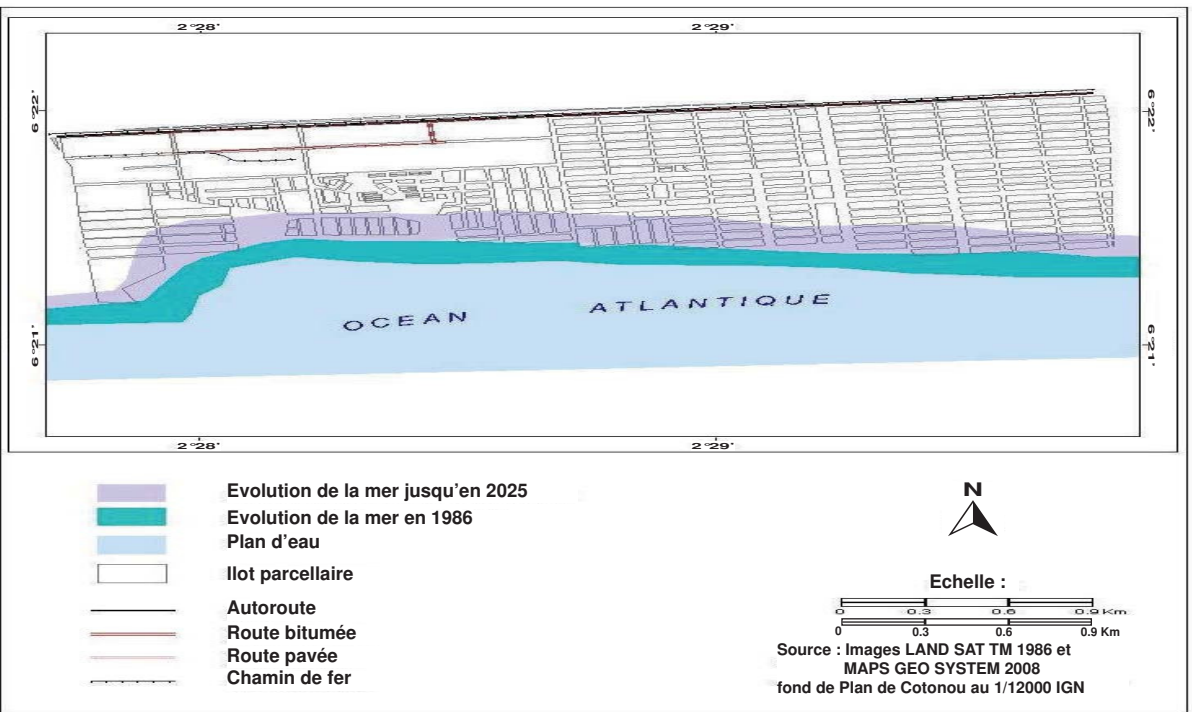 2°28' 2°29'
6°22' 6°22'
OCEAN ATLANTIQUE
6°21' 6°21'
2°28' 2°29'
Evolution de la mer jusqu'en 2025
Evolution de la mer en 1986
Plan d'eau
Ilot parcellaire
Autoroute
Route bitumée
Route pavée
Chamin de fer
N
Echelle :
0 0.3 0.6 0.9 Km
0 0.3 0.6 0.9 Km
Source : Images LAND SAT TM 1986 et
MAPS GEO SYSTEM 2008
fond de Plan de Cotonou au 1/12000 IGN